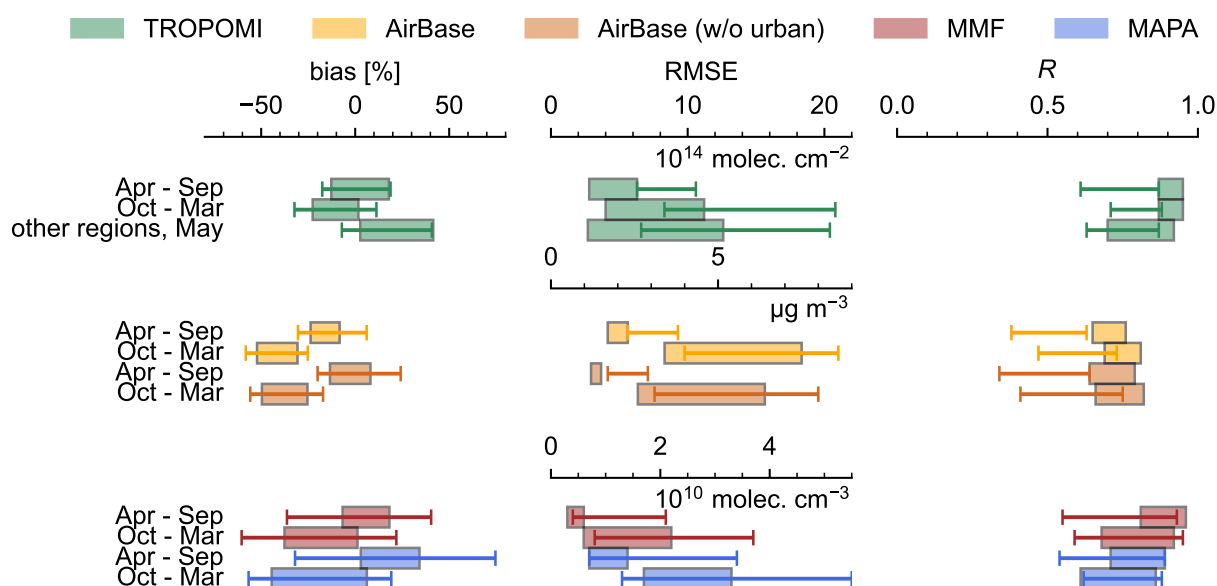 TROPOMI AirBase AirBase (w/o urban) MMF MAPA
bias [%] RMSE R
−50 0 50 0 10 20 0.0 0.5 1.0
10¹⁴ molec. cm⁻²
Apr - Sep
Oct - Mar
other regions, May
0 5
μg m⁻³
Apr - Sep
Oct - Mar
Apr - Sep
Oct - Mar
0 2 4
10¹⁰ molec. cm⁻³
Apr - Sep
Oct - Mar
Apr - Sep
Oct - Mar